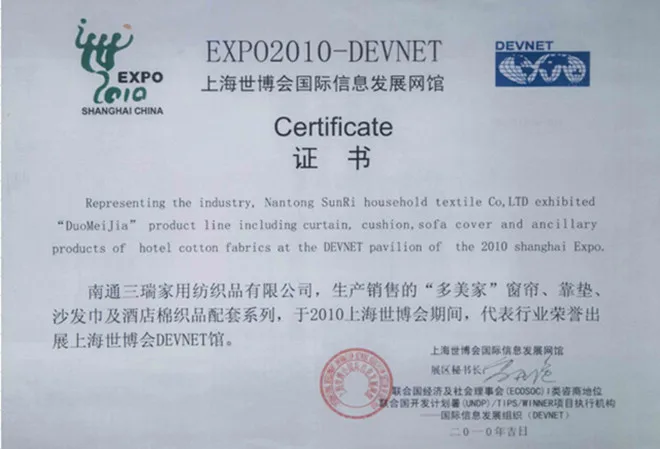 EXPO2010-DEVNET
DEVNET
EXPO
2010
SHANGHAI CHINA
上海世博会国际信息发展网馆
Certificate
证 书
Representing the industry, Nantong SunRi household textile Co,LTD exhibited
“DuoMeiJia” product line including curtain, cushion,sofa cover and ancillary
products of hotel cotton fabrics at the DEVNET pavilion of the 2010 shanghai Expo.
南通三瑞家用纺织品有限公司，生产销售的“多美家”窗帘、靠垫、
沙发巾及酒店棉织品配套系列，于2010上海世博会期间，代表行业荣誉出
展上海世博会DEVNET馆。
上海世博会国际信息发展网馆
展区秘书长
联合国经济及社会理事会(ECOSOC)I类咨商地位
联合国开发计划署(UNDP)/TIPS/WINNER项目执行机构
——国际信息发展组织(DEVNET)
二〇一〇年吉日